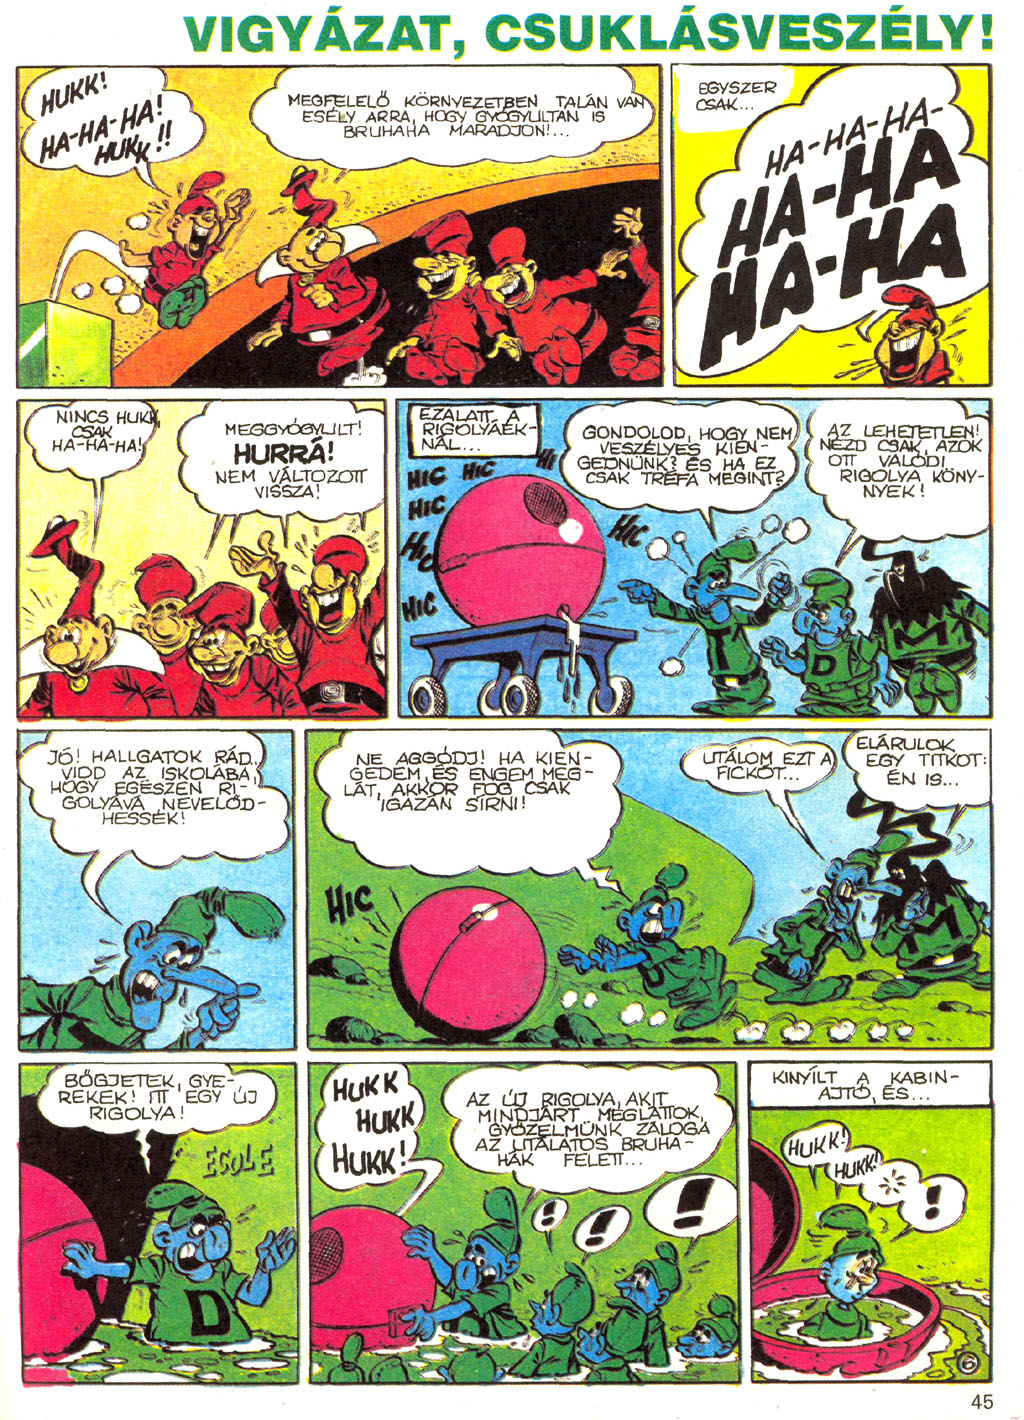 VIGYÁZAT, CSUKLÁSVESZÉLY!
HUKK!
HA-HA-HA!
HUKK!!
MEGFELELŐ KÖRNYEZETBEN TALÁN VAN
ESÉLY ARRA, HOGY GYÓGYULTAN IS
BRUHAHA MARADJON!...
EGYSZER
CSAK...
HA-HA-HA-
HA-HA
HA-HA
NINCS HUKK,
CSAK
HA-HA-HA!
MEGGYÓGYULT!
HURRÁ!
NEM VÁLTOZOTT
VISSZA!
EZALATT A
RIGOLYÁÉK-
NÁL...
HIC HIC HI
HIC
HIC
HIC
HIC
HIC
GONDOLOD, HOGY NEM
VESZÉLYES KIEN-
GEDNÜNK? ÉS HA EZ
CSAK TRÉFA MEGINT?
AZ LEHETETLEN!
NÉZD CSAK, AZOK
OTT VALÓDI
RIGOLYA KÖNY-
NYEK!
T
D
M
JÓ! HALLGATOK RÁD.
VIDD AZ ISKOLÁBA,
HOGY EGÉSZEN RI-
GOLYÁVÁ NEVELŐD-
HESSÉK!
NE AGGÓDJ! HA KIEN-
GEDEM, ÉS ENGEM MEG-
LÁT, AKKOR FOG CSAK
IGAZÁN SÍRNI!
UTÁLOM EZT A
FICKÓT...
ELÁRULOK
EGY TITKOT:
ÉN IS...
HIC
D
M
BŐGJETEK, GYE-
REKEK! ITT EGY ÚJ
RIGOLYA!
ECOLE
D
HUKK
HUKK
HUKK!
AZ ÚJ RIGOLYA, AKIT
MINDJÁRT MEGLÁTTOK,
GYŐZELMÜNK ZÁLOGA
AZ UTÁLATOS BRUHA-
HÁK FELETT...
!
!
!
KINYÍLT A KABIN-
AJTÓ, ÉS...
HUKK!
HUKK!
!
6
45